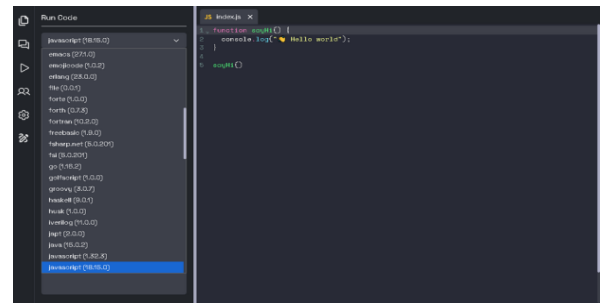 Run Code
javascript (18.15.0)
emacs (27.1.0)
emojicode (1.0.2)
erlang (23.0.0)
file (0.0.1)
forte (1.0.0)
forth (0.7.3)
fortran (10.2.0)
freebasic (1.9.0)
fsharp.net (5.0.201)
fsi (5.0.201)
go (1.16.2)
golfscript (1.0.0)
groovy (3.0.7)
haskell (9.0.1)
husk (1.0.0)
iverilog (11.0.0)
japt (2.0.0)
java (15.0.2)
javascript (1.32.3)
javascript (18.15.0)
JS index.js ×
1 function sayHi() {
2 console.log("👋 Hello world");
3 }
4
5 sayHi()